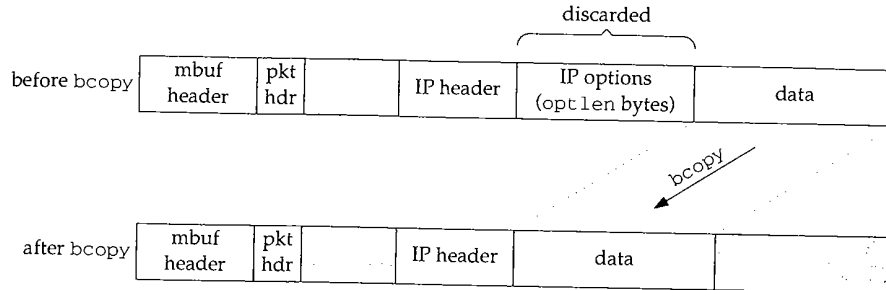 discarded
before bcopy
mbuf
header
pkt
hdr
IP header
IP options
(optlen bytes)
data
bcopy
after bcopy
mbuf
header
pkt
hdr
IP header
data